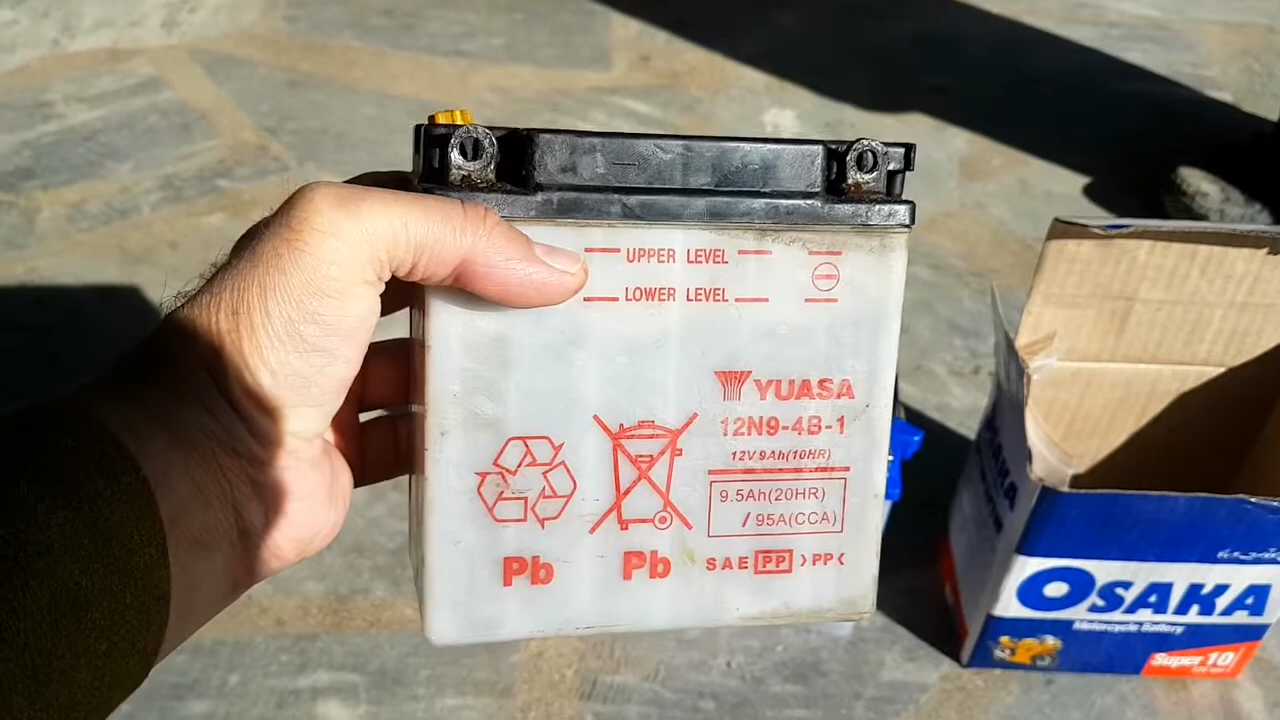 UPPER LEVEL
LOWER LEVEL
YUASA
12N9-4B-1
12V 9Ah(10HR)
9.5Ah(20HR)
/ 95A(CCA)
Pb
Pb
SAE PP >PP<
OSAKA
OSAKA
Motorcycle Battery
Super 10